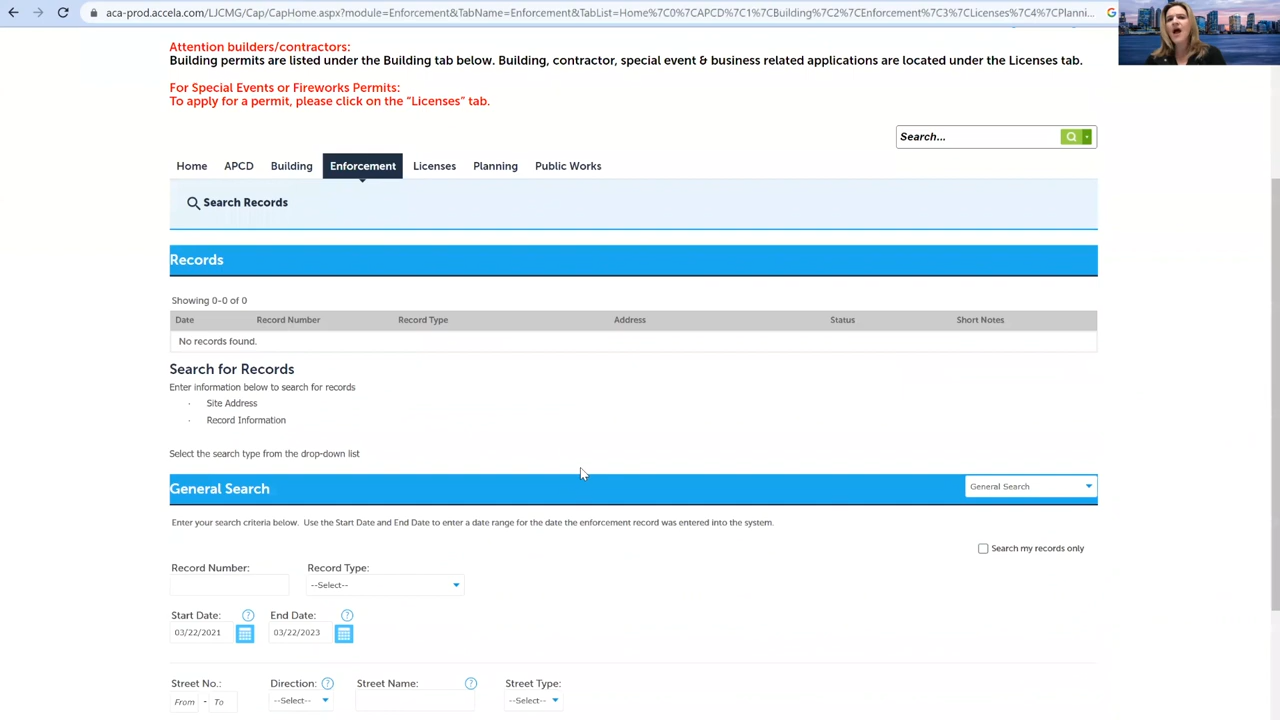 aca-prod.accela.com/LJCMG/Cap/CapHome.aspx?module=Enforcement&TabName=Enforcement&TabList=Home%7C0%7CAPCD%7C1%7CBuilding%7C2%7CEnforcement%7C3%7CLicenses%7C4%7CPlanni...
Attention builders/contractors:
Building permits are listed under the Building tab below. Building, contractor, special event & business related applications are located under the Licenses tab.
For Special Events or Fireworks Permits:
To apply for a permit, please click on the "Licenses" tab.
Search...
Home APCD Building Enforcement Licenses Planning Public Works
Search Records
Records
Showing 0-0 of 0
Date Record Number Record Type Address Status Short Notes
No records found.
Search for Records
Enter information below to search for records
· Site Address
· Record Information
Select the search type from the drop-down list
General Search General Search
Enter your search criteria below. Use the Start Date and End Date to enter a date range for the date the enforcement record was entered into the system.
Search my records only
Record Number: Record Type:
--Select--
Start Date: ? End Date: ?
03/22/2021 03/22/2023
Street No.: Direction: ? Street Name: ? Street Type:
From - To --Select-- --Select--